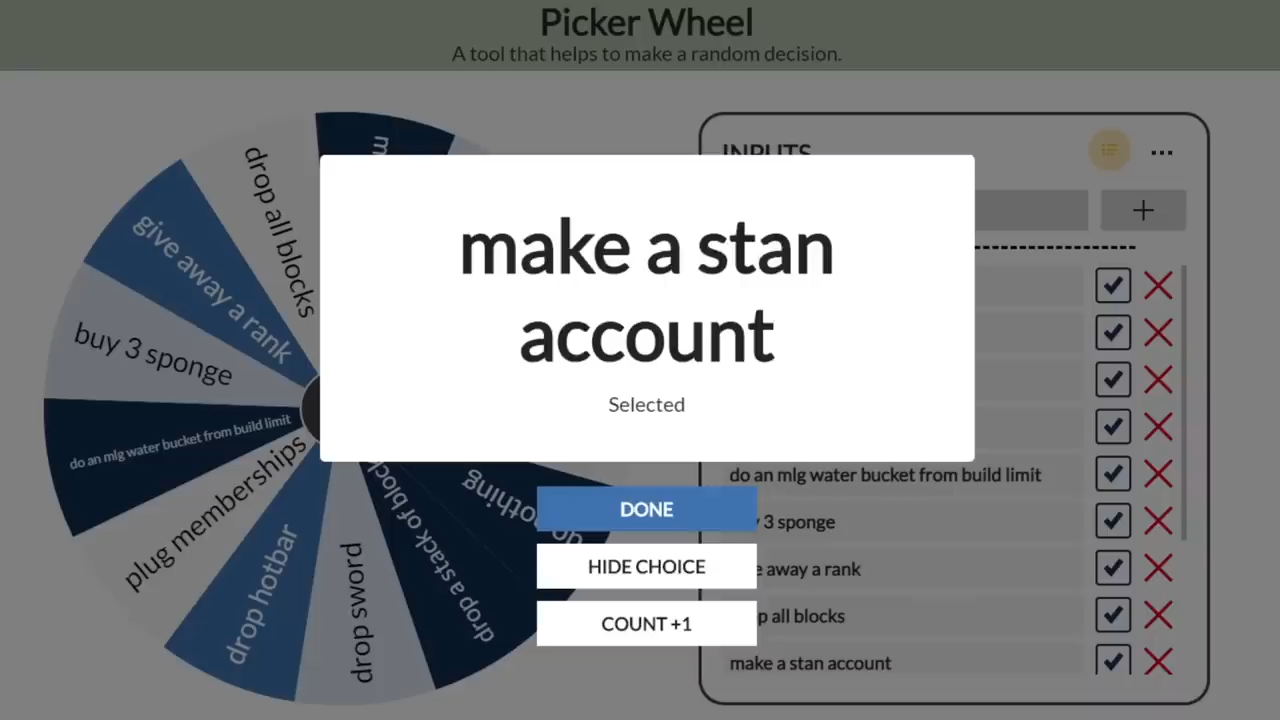 Picker Wheel
A tool that helps to make a random decision.
INPUTS
make a stan
account
Selected
DONE
HIDE CHOICE
COUNT +1
drop all blocks
give away a rank
buy 3 sponge
do an mlg water bucket from build limit
plug memberships
drop hotbar
drop sword
drop a stack of block
nothing
do an mlg water bucket from build limit
3 sponge
away a rank
all blocks
make a stan account